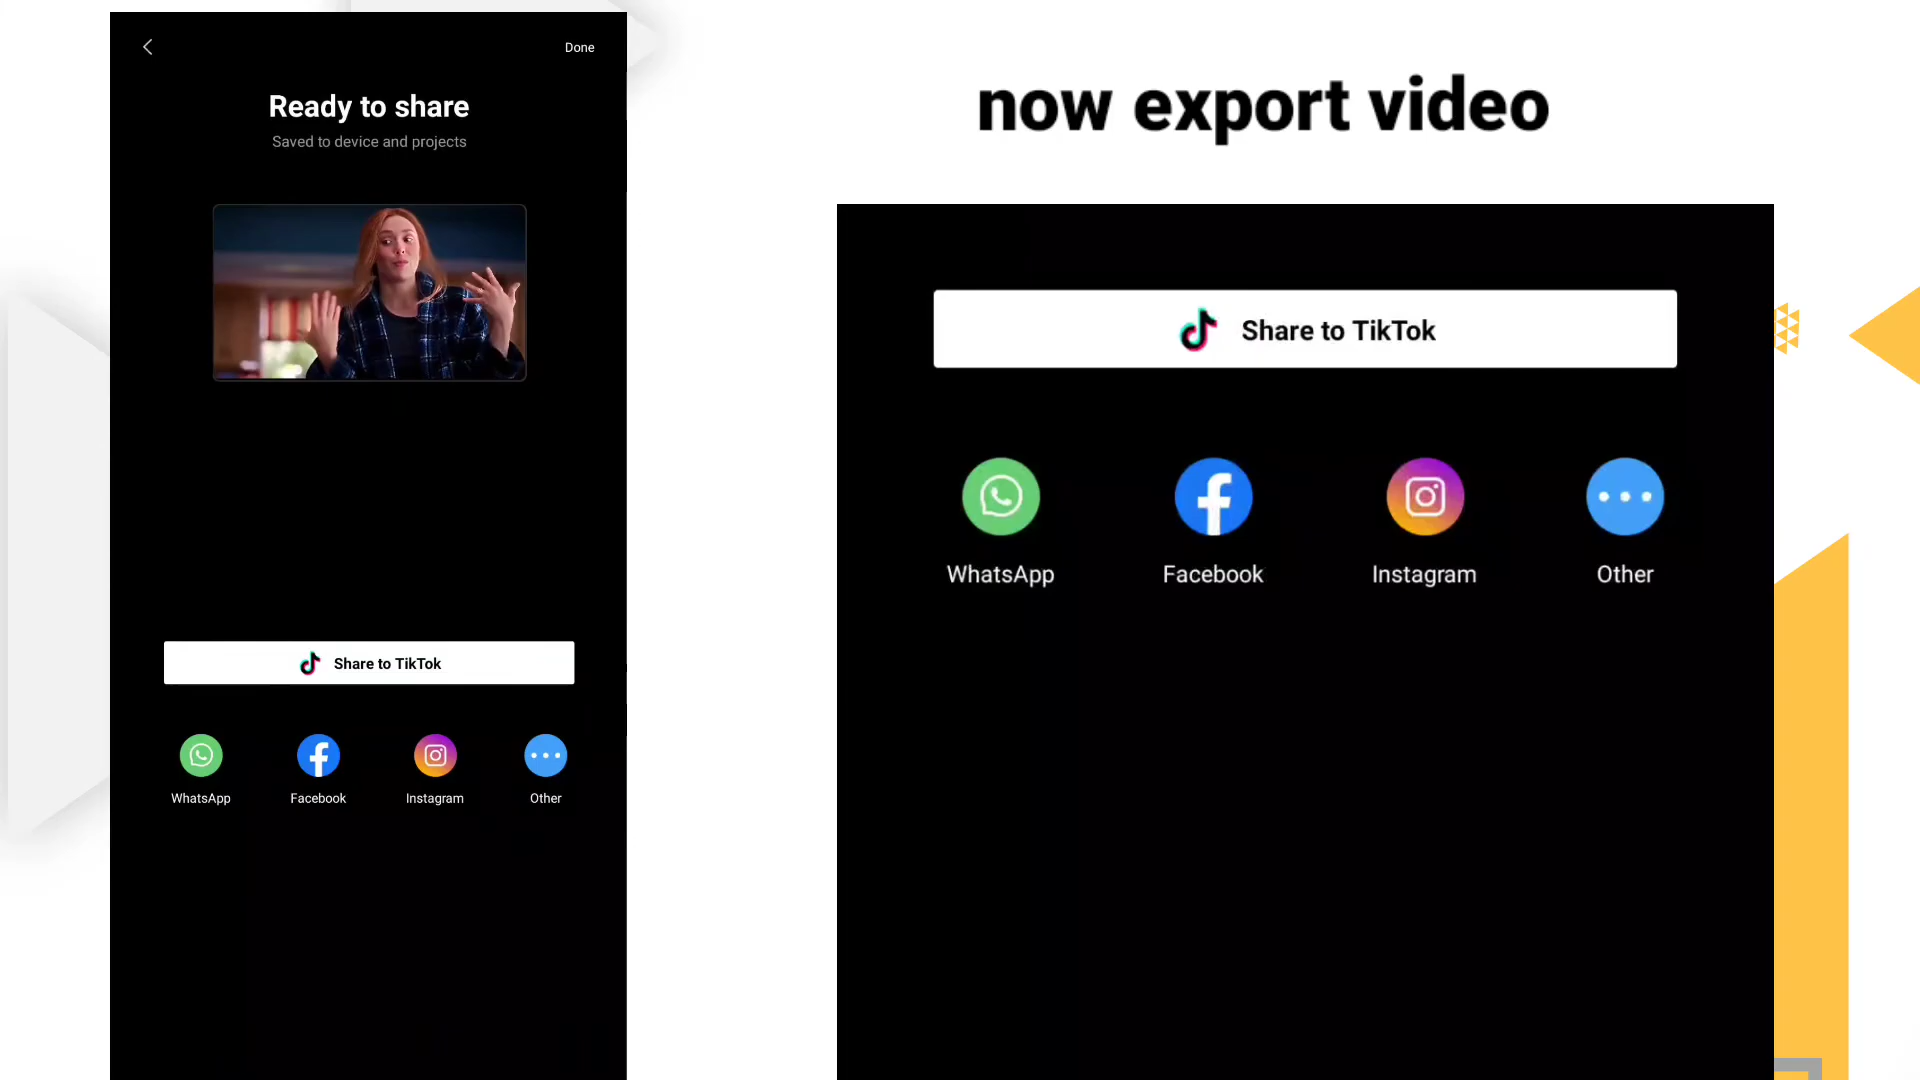 Done
Ready to share
Saved to device and projects
Share to TikTok
WhatsApp Facebook Instagram Other
now export video
Share to TikTok
WhatsApp Facebook Instagram Other